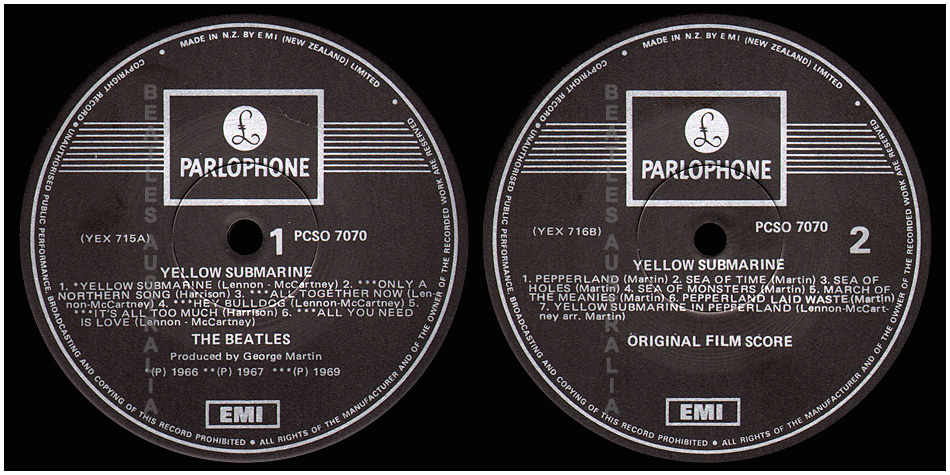 MADE IN N.Z. BY EMI (NEW ZEALAND) LIMITED
COPYRIGHT RECORD • UNAUTHORISED PUBLIC PERFORMANCE, BROADCASTING AND COPYING OF THIS RECORD PROHIBITED • ALL RIGHTS OF THE MANUFACTURER AND OF THE OWNER OF THE RECORDED WORK ARE RESERVED
£
PARLOPHONE
(YEX 715A)
1 PCSO 7070
YELLOW SUBMARINE
1. *YELLOW SUBMARINE (Lennon - McCartney) 2. ***ONLY A
NORTHERN SONG (Harrison) 3. ***ALL TOGETHER NOW (Len-
non-McCartney) 4. ***HEY BULLDOG (Lennon-McCartney) 5.
***IT'S ALL TOO MUCH (Harrison) 6. ***ALL YOU NEED
IS LOVE (Lennon - McCartney)
THE BEATLES
Produced by George Martin
*(P) 1966 **(P) 1967 ***(P) 1969
EMI
BEATLES AUSTRALIA
MADE IN N.Z. BY EMI (NEW ZEALAND) LIMITED
COPYRIGHT RECORD • UNAUTHORISED PUBLIC PERFORMANCE, BROADCASTING AND COPYING OF THIS RECORD PROHIBITED • ALL RIGHTS OF THE MANUFACTURER AND OF THE OWNER OF THE RECORDED WORK ARE RESERVED
£
PARLOPHONE
(YEX 716B)
PCSO 7070 2
YELLOW SUBMARINE
1. PEPPERLAND (Martin) 2. SEA OF TIME (Martin) 3. SEA OF
HOLES (Martin) 4. SEA OF MONSTERS (Martin) 5. MARCH OF
THE MEANIES (Martin) 6. PEPPERLAND LAID WASTE (Martin)
7. YELLOW SUBMARINE IN PEPPERLAND (Lennon-McCart-
ney arr. Martin)
ORIGINAL FILM SCORE
EMI
BEATLES AUSTRALIA